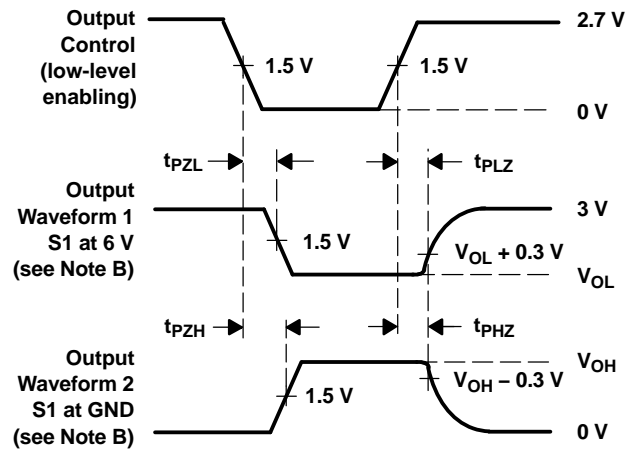 Output
Control
(low-level
enabling)
1.5 V
1.5 V
2.7 V
0 V
tPZL
tPLZ
Output
Waveform 1
S1 at 6 V
(see Note B)
1.5 V
3 V
VOL + 0.3 V
VOL
tPZH
tPHZ
Output
Waveform 2
S1 at GND
(see Note B)
1.5 V
VOH
VOH − 0.3 V
0 V